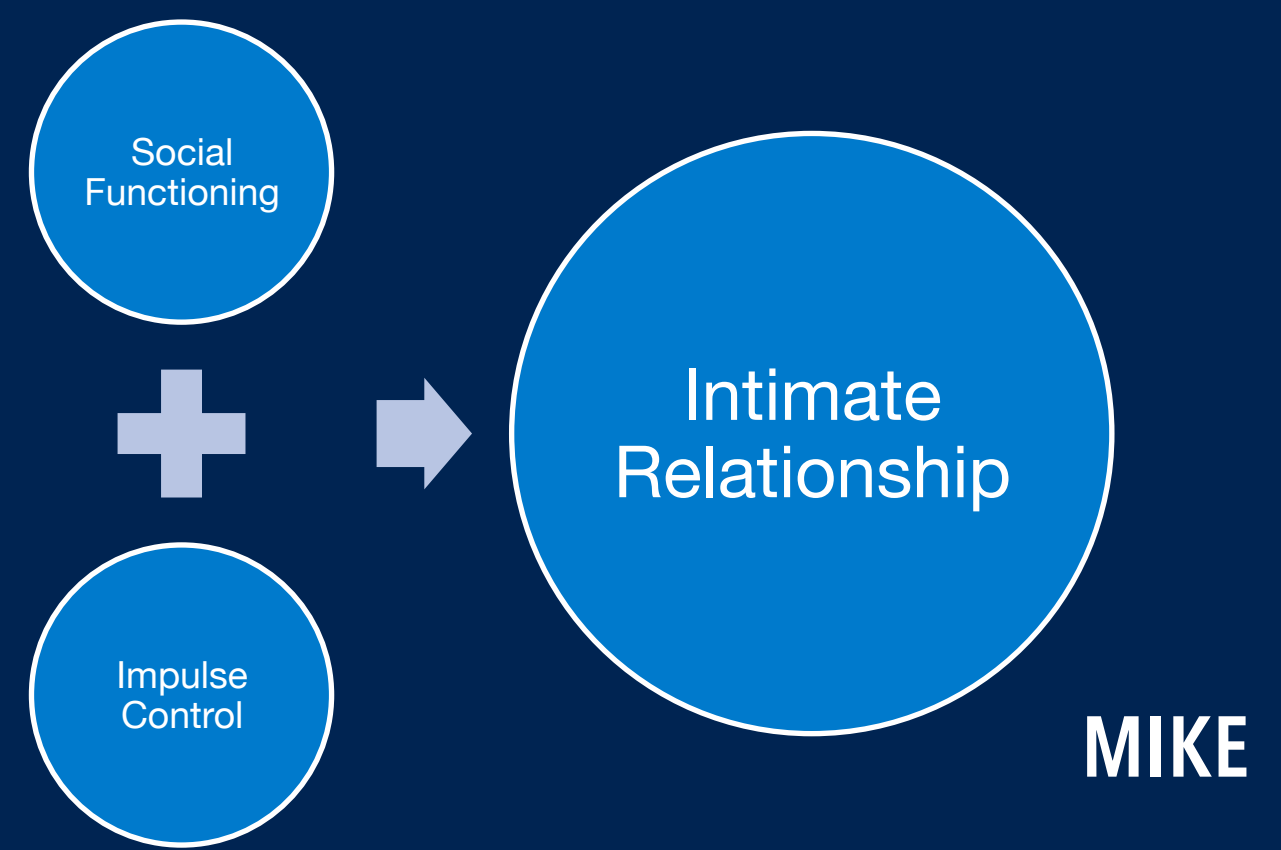 Social
Functioning
Impulse
Control
Intimate
Relationship
MIKE